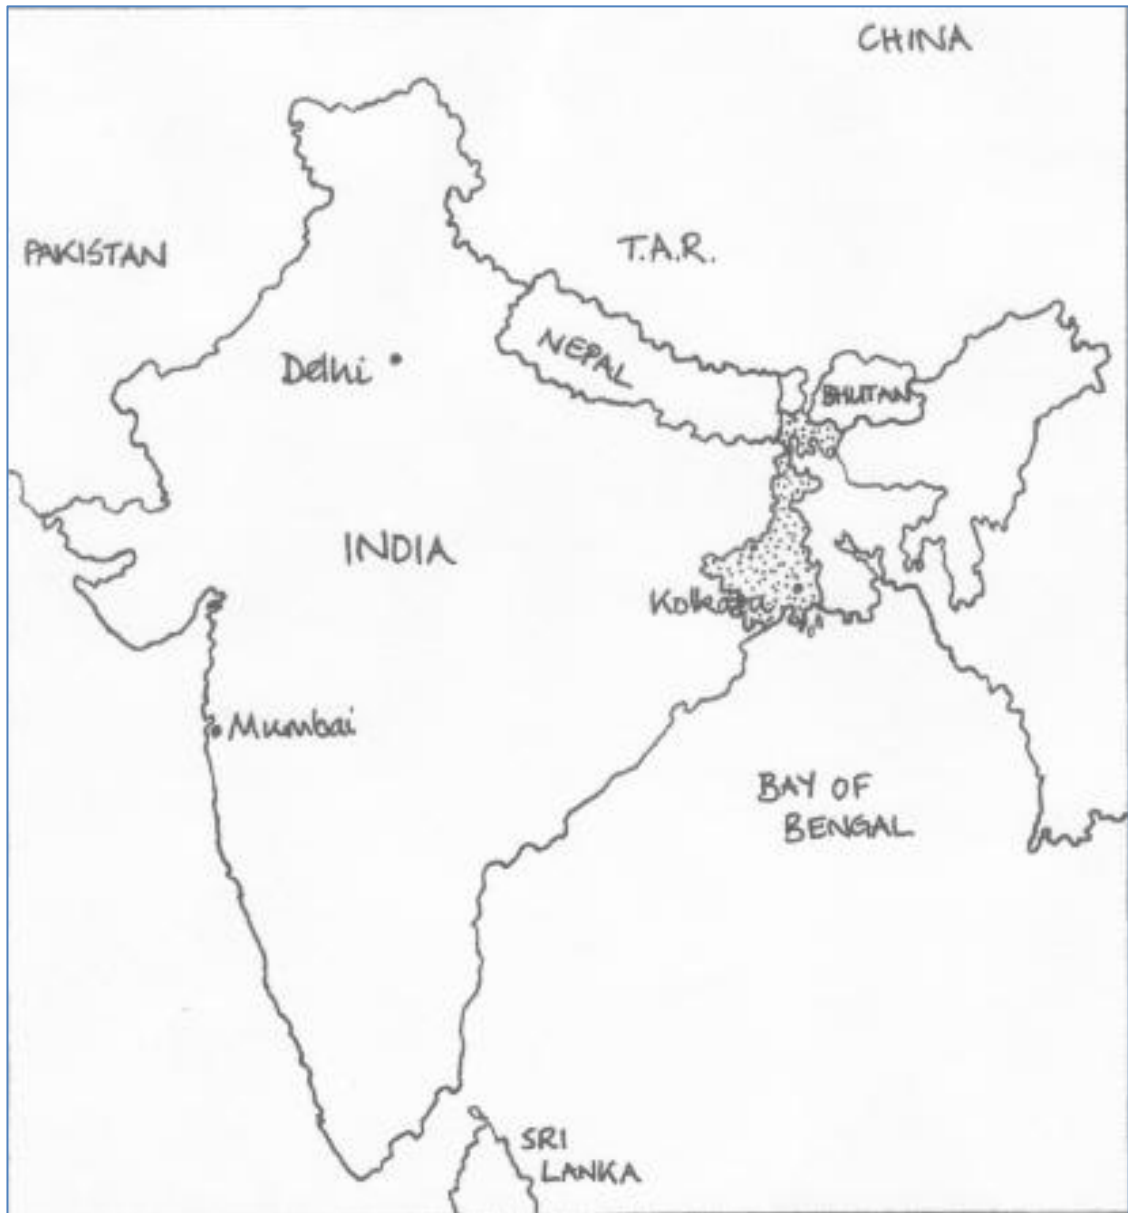 CHINA
PAKISTAN
T.A.R.
NEPAL
BHUTAN
Delhi
INDIA
Kolkata
Mumbai
BAY OF
BENGAL
SRI
LANKA